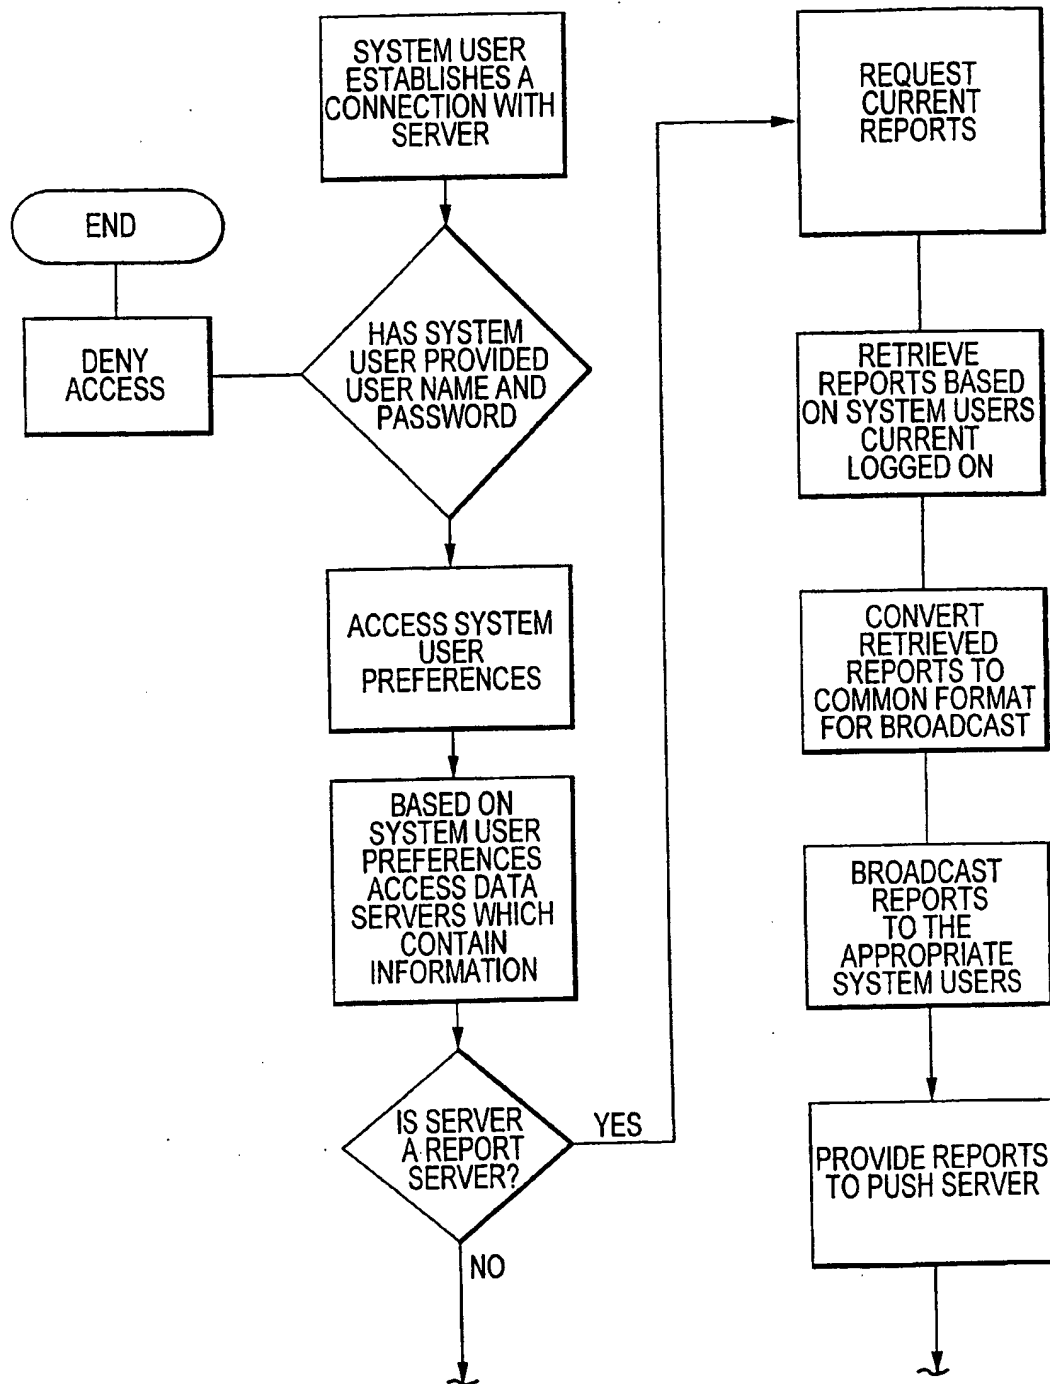 SYSTEM USER
ESTABLISHES A
CONNECTION WITH
SERVER
END
DENY
ACCESS
HAS SYSTEM
USER PROVIDED
USER NAME AND
PASSWORD
ACCESS SYSTEM
USER
PREFERENCES
BASED ON
SYSTEM USER
PREFERENCES
ACCESS DATA
SERVERS WHICH
CONTAIN
INFORMATION
IS SERVER
A REPORT
SERVER?
YES
NO
REQUEST
CURRENT
REPORTS
RETRIEVE
REPORTS BASED
ON SYSTEM USERS
CURRENT
LOGGED ON
CONVERT
RETRIEVED
REPORTS TO
COMMON FORMAT
FOR BROADCAST
BROADCAST
REPORTS
TO THE
APPROPRIATE
SYSTEM USERS
PROVIDE REPORTS
TO PUSH SERVER